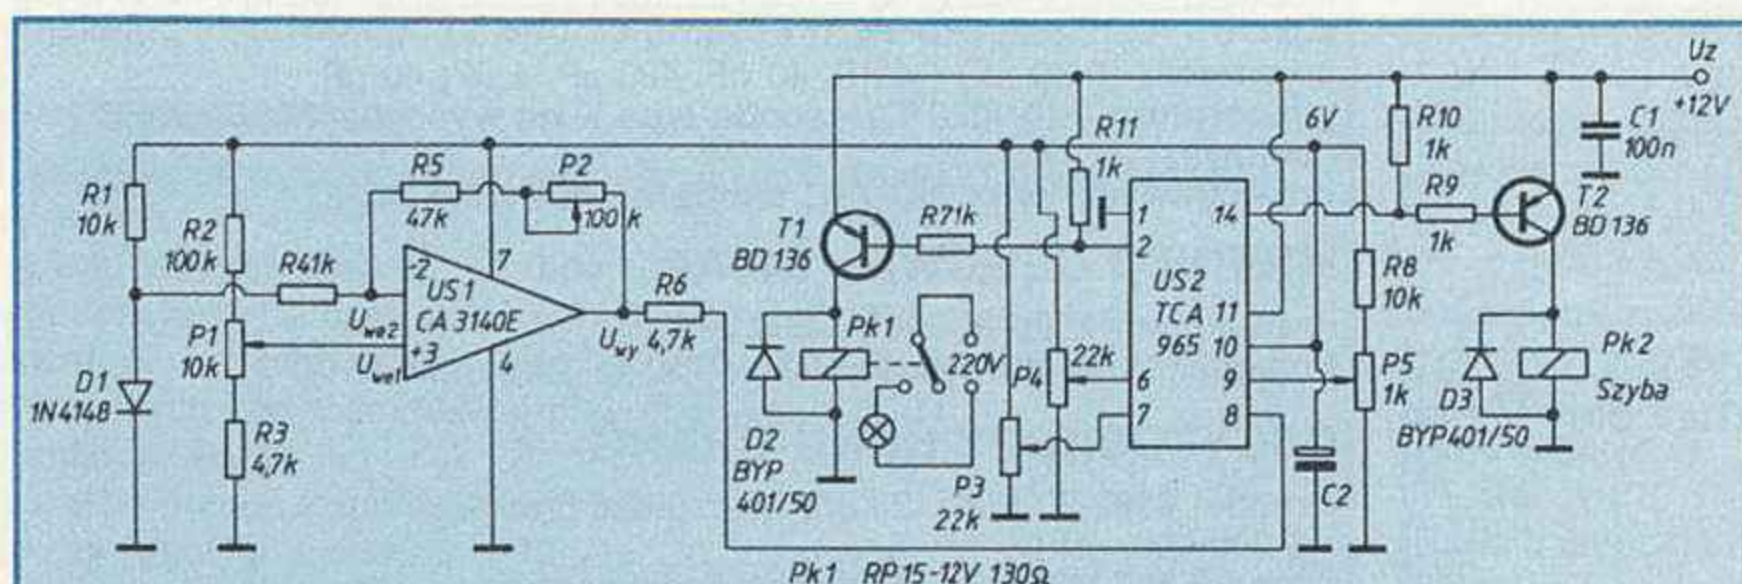 Uz
+12V
6V
R11
1k
R10
1k
C1
100n
R1
10k
R2
100k
R5
47k
P2
100k
T1
BD 136
R71k
1
2
14
R9
1k
T2
BD 136
R41k
-2
7
US1
CA 3140E
+3
4
Uwe2
Uwe1
Uwy
R6
4,7k
P1
10k
D1
1N4148
R3
4,7k
Pk1
220V
US2
TCA
965
11
10
9
8
6
7
R8
10k
P5
1k
P4
22k
Pk2
Szyba
D3
BYP401/50
D2
BYP
401/50
P3
22k
C2
Pk1 RP15-12V 130Ω